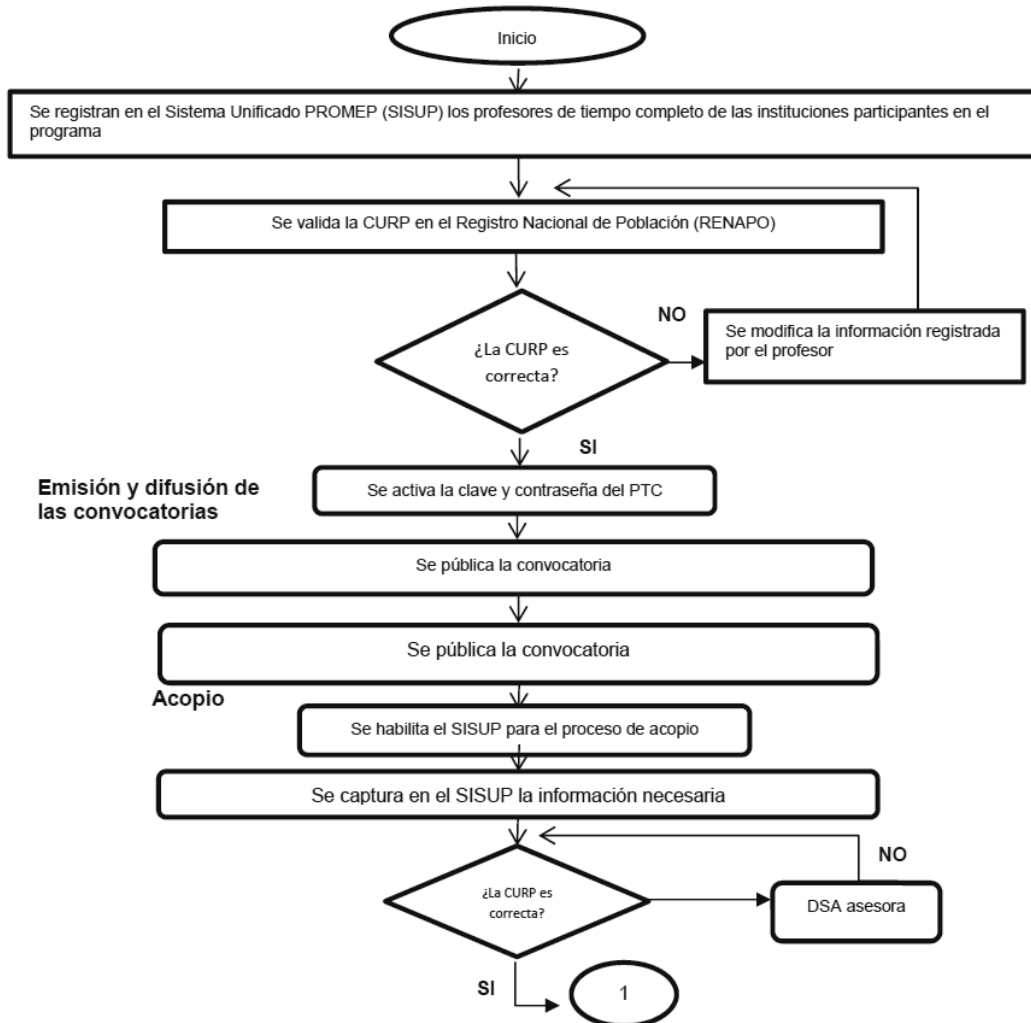 Inicio
Se registran en el Sistema Unificado PROMEP (SISUP) los profesores de tiempo completo de las instituciones participantes en el
programa
Se valida la CURP en el Registro Nacional de Población (RENAPO)
NO
Se modifica la información registrada
por el profesor
¿La CURP es
correcta?
SI
Emisión y difusión de
las convocatorias
Se activa la clave y contraseña del PTC
Se pública la convocatoria
Se pública la convocatoria
Acopio
Se habilita el SISUP para el proceso de acopio
Se captura en el SISUP la información necesaria
NO
¿La CURP es
correcta?
DSA asesora
SI
1